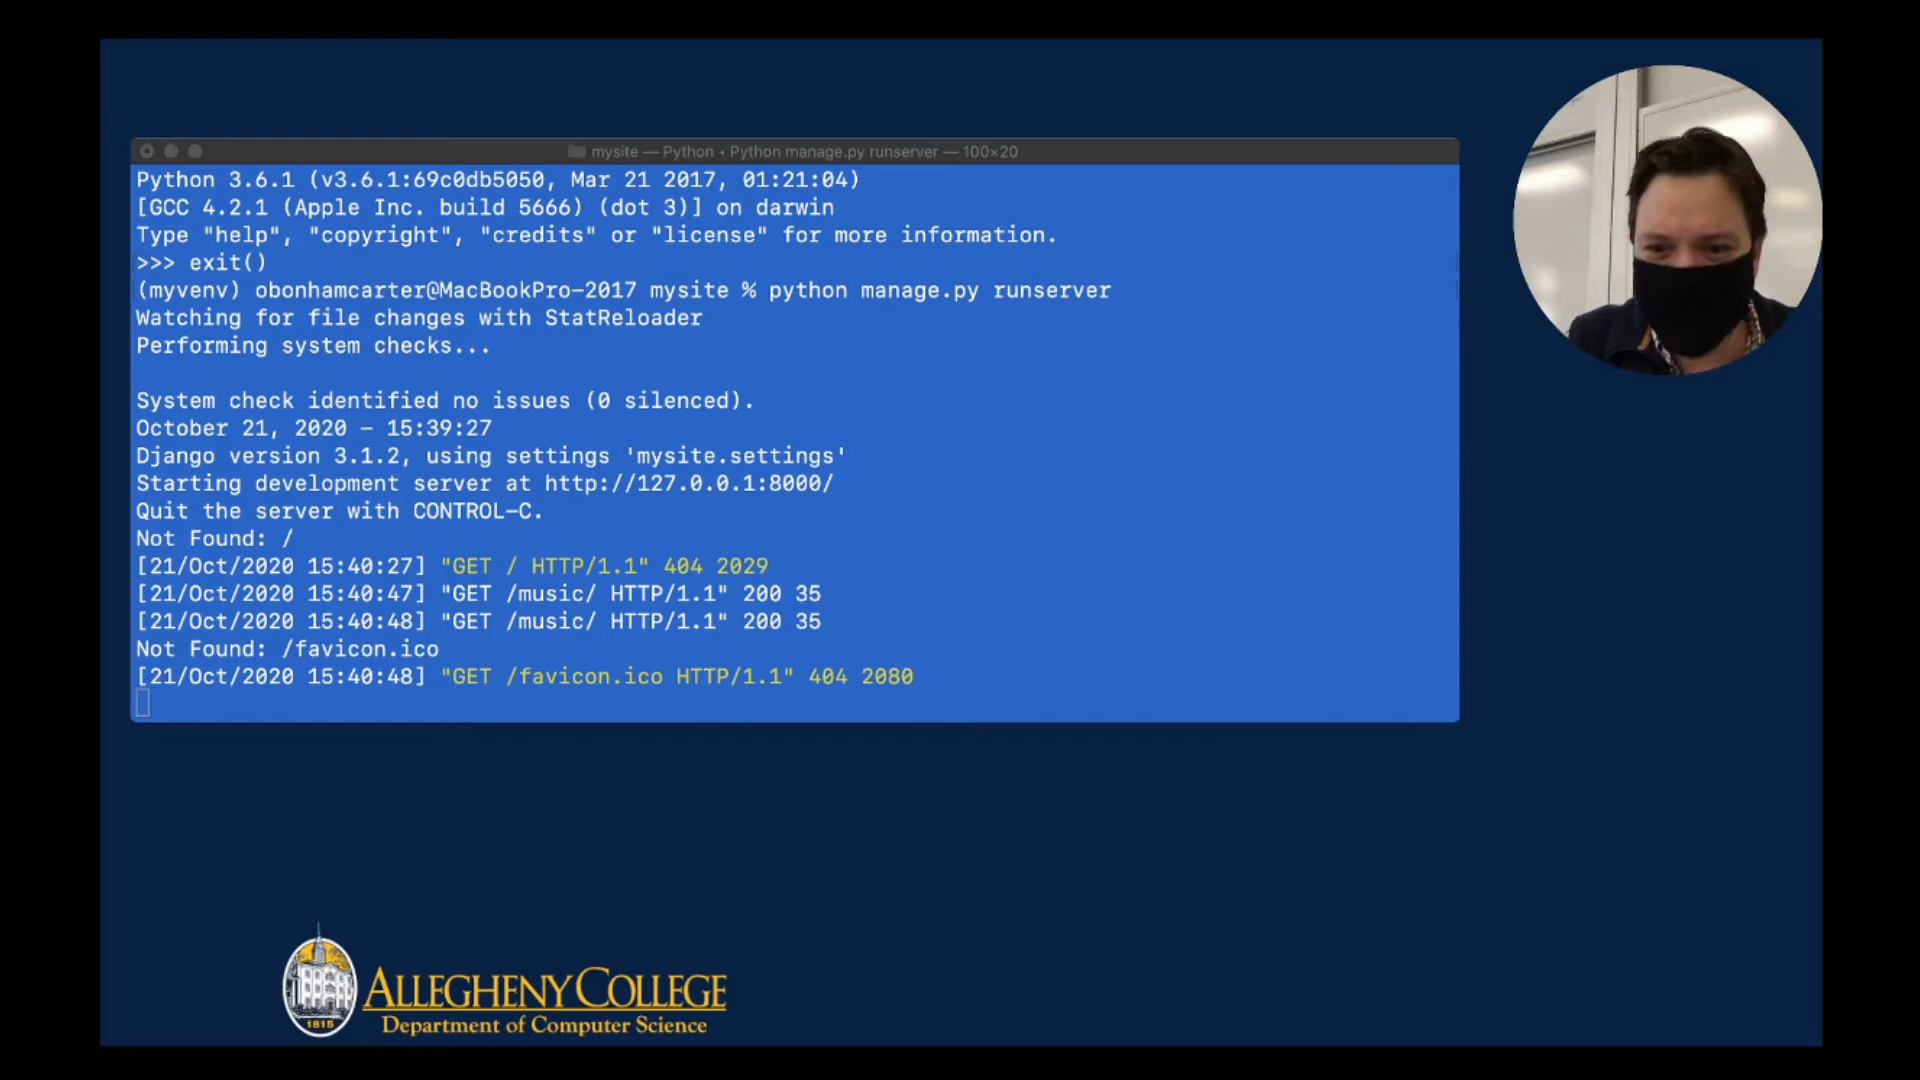 mysite — Python • Python manage.py runserver — 100×20
Python 3.6.1 (v3.6.1:69c0db5050, Mar 21 2017, 01:21:04)
[GCC 4.2.1 (Apple Inc. build 5666) (dot 3)] on darwin
Type "help", "copyright", "credits" or "license" for more information.
>>> exit()
(myvenv) obonhamcarter@MacBookPro-2017 mysite % python manage.py runserver
Watching for file changes with StatReloader
Performing system checks...
System check identified no issues (0 silenced).
October 21, 2020 - 15:39:27
Django version 3.1.2, using settings 'mysite.settings'
Starting development server at http://127.0.0.1:8000/
Quit the server with CONTROL-C.
Not Found: /
[21/Oct/2020 15:40:27] "GET / HTTP/1.1" 404 2029
[21/Oct/2020 15:40:47] "GET /music/ HTTP/1.1" 200 35
[21/Oct/2020 15:40:48] "GET /music/ HTTP/1.1" 200 35
Not Found: /favicon.ico
[21/Oct/2020 15:40:48] "GET /favicon.ico HTTP/1.1" 404 2080
ALLEGHENY COLLEGE
1815
Department of Computer Science